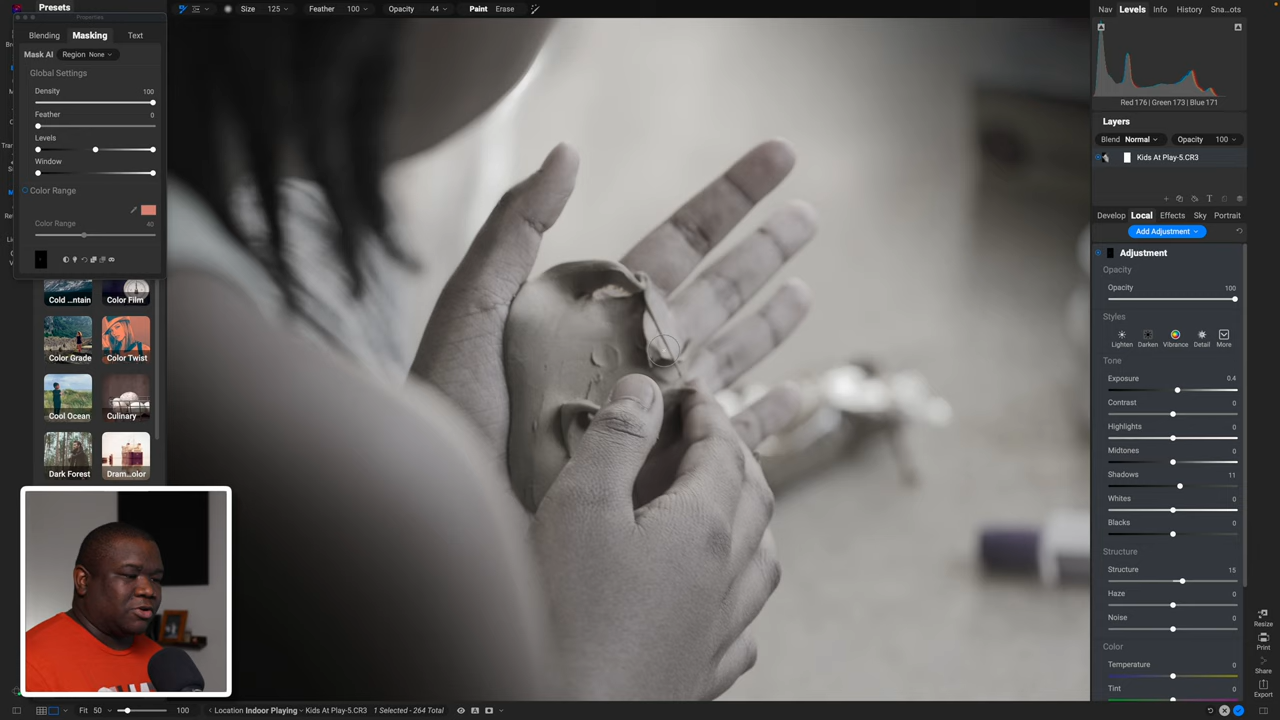 Presets
Size 125 Feather 100 Opacity 44 Paint Erase
Properties
Blending Masking Text
Mask AI Region None
Global Settings
Density 100
Feather 0
Levels
Window
Color Range
Color Range 40
Cold ...ntain Color Film
Color Grade Color Twist
Cool Ocean Culinary
Dark Forest Dram...olor
Fit 50 100
Location Indoor Playing Kids At Play-5.CR3 1 Selected - 264 Total
Nav Levels Info History Sna...ots
Red 176 | Green 173 | Blue 171
Layers
Blend Normal Opacity 100
Kids At Play-5.CR3
Develop Local Effects Sky Portrait
Add Adjustment
Adjustment
Opacity
Opacity 100
Styles
Lighten Darken Vibrance Detail More
Tone
Exposure 0.4
Contrast 0
Highlights 0
Midtones 0
Shadows 11
Whites 0
Blacks 0
Structure
Structure 15
Haze 0
Noise 0
Color
Temperature 0
Tint 0
Resize
Print
Share
Export